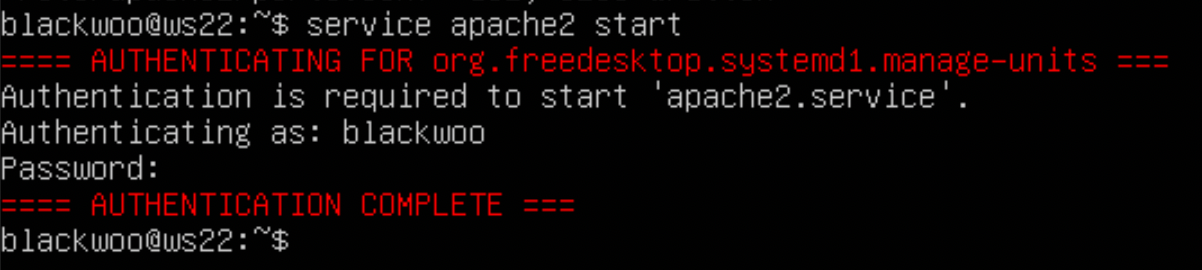 blackwoo@ws22:~$ service apache2 start
==== AUTHENTICATING FOR org.freedesktop.systemd1.manage-units ===
Authentication is required to start 'apache2.service'.
Authenticating as: blackwoo
Password:
==== AUTHENTICATION COMPLETE ===
blackwoo@ws22:~$